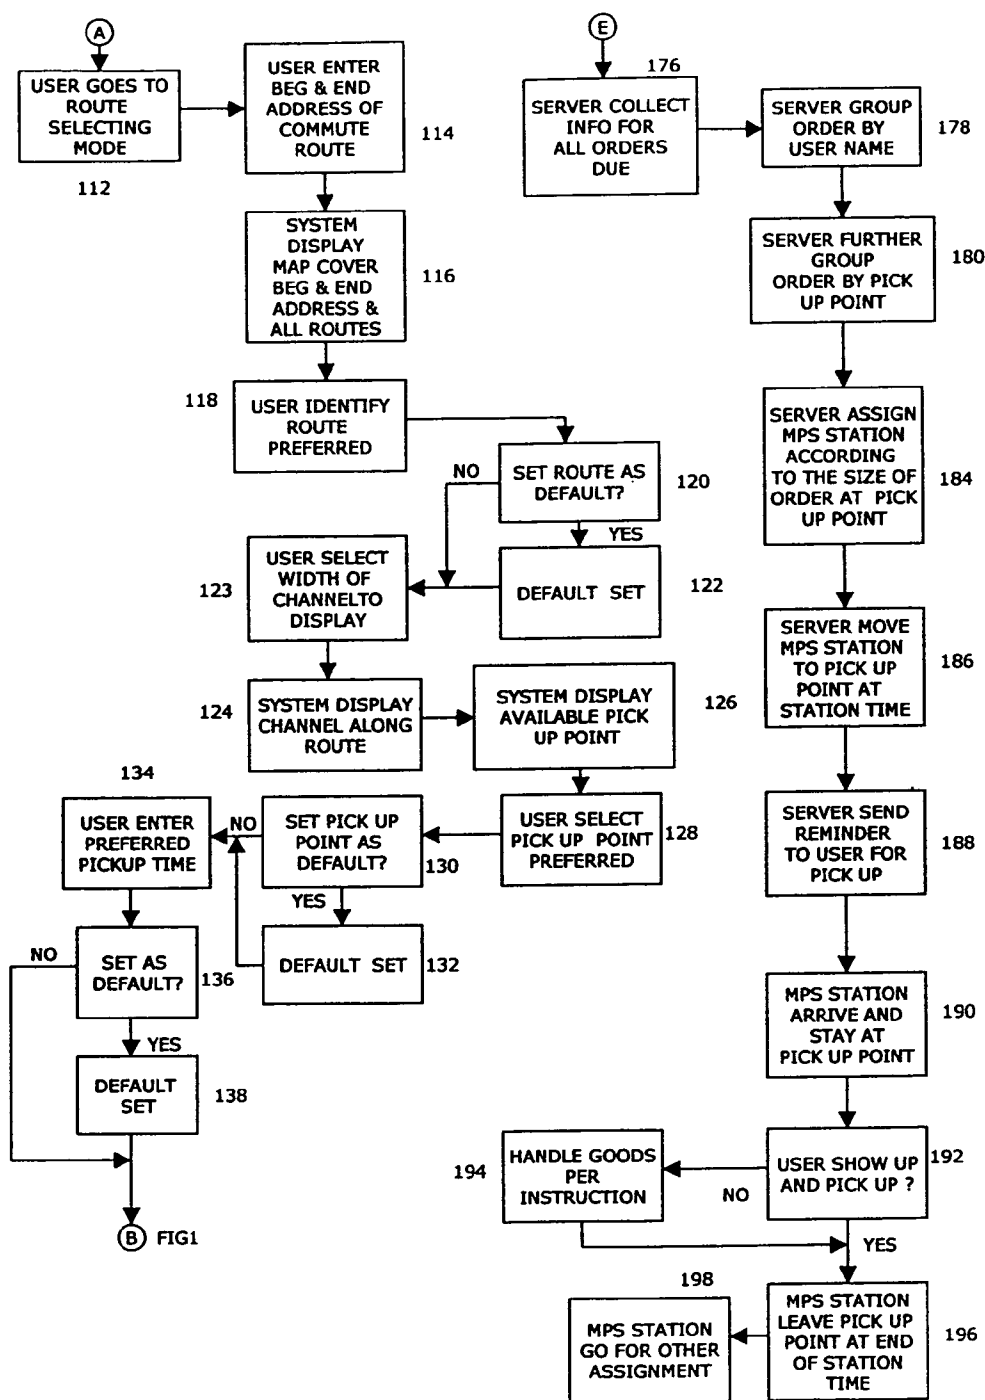 A
USER GOES TO
ROUTE
SELECTING
MODE
112
USER ENTER
BEG & END
ADDRESS OF
COMMUTE
ROUTE
114
SYSTEM
DISPLAY
MAP COVER
BEG & END
ADDRESS &
ALL ROUTES
116
118
USER IDENTIFY
ROUTE
PREFERRED
SET ROUTE AS
DEFAULT?
120
NO
YES
DEFAULT SET
122
123
USER SELECT
WIDTH OF
CHANNELTO
DISPLAY
124
SYSTEM DISPLAY
CHANNEL ALONG
ROUTE
SYSTEM DISPLAY
AVAILABLE PICK
UP POINT
126
USER SELECT
PICK UP POINT
PREFERRED
128
SET PICK UP
POINT AS
DEFAULT?
130
NO
YES
DEFAULT SET
132
134
USER ENTER
PREFERRED
PICKUP TIME
SET AS
DEFAULT?
136
NO
YES
DEFAULT
SET
138
B FIG1
E
176
SERVER COLLECT
INFO FOR
ALL ORDERS
DUE
SERVER GROUP
ORDER BY
USER NAME
178
SERVER FURTHER
GROUP
ORDER BY PICK
UP POINT
180
SERVER ASSIGN
MPS STATION
ACCORDING
TO THE SIZE OF
ORDER AT PICK
UP POINT
184
SERVER MOVE
MPS STATION
TO PICK UP
POINT AT
STATION TIME
186
SERVER SEND
REMINDER
TO USER FOR
PICK UP
188
MPS STATION
ARRIVE AND
STAY AT
PICK UP POINT
190
USER SHOW UP
AND PICK UP ?
192
NO
YES
194
HANDLE GOODS
PER
INSTRUCTION
MPS STATION
LEAVE PICK UP
POINT AT END
OF STATION
TIME
196
198
MPS STATION
GO FOR OTHER
ASSIGNMENT